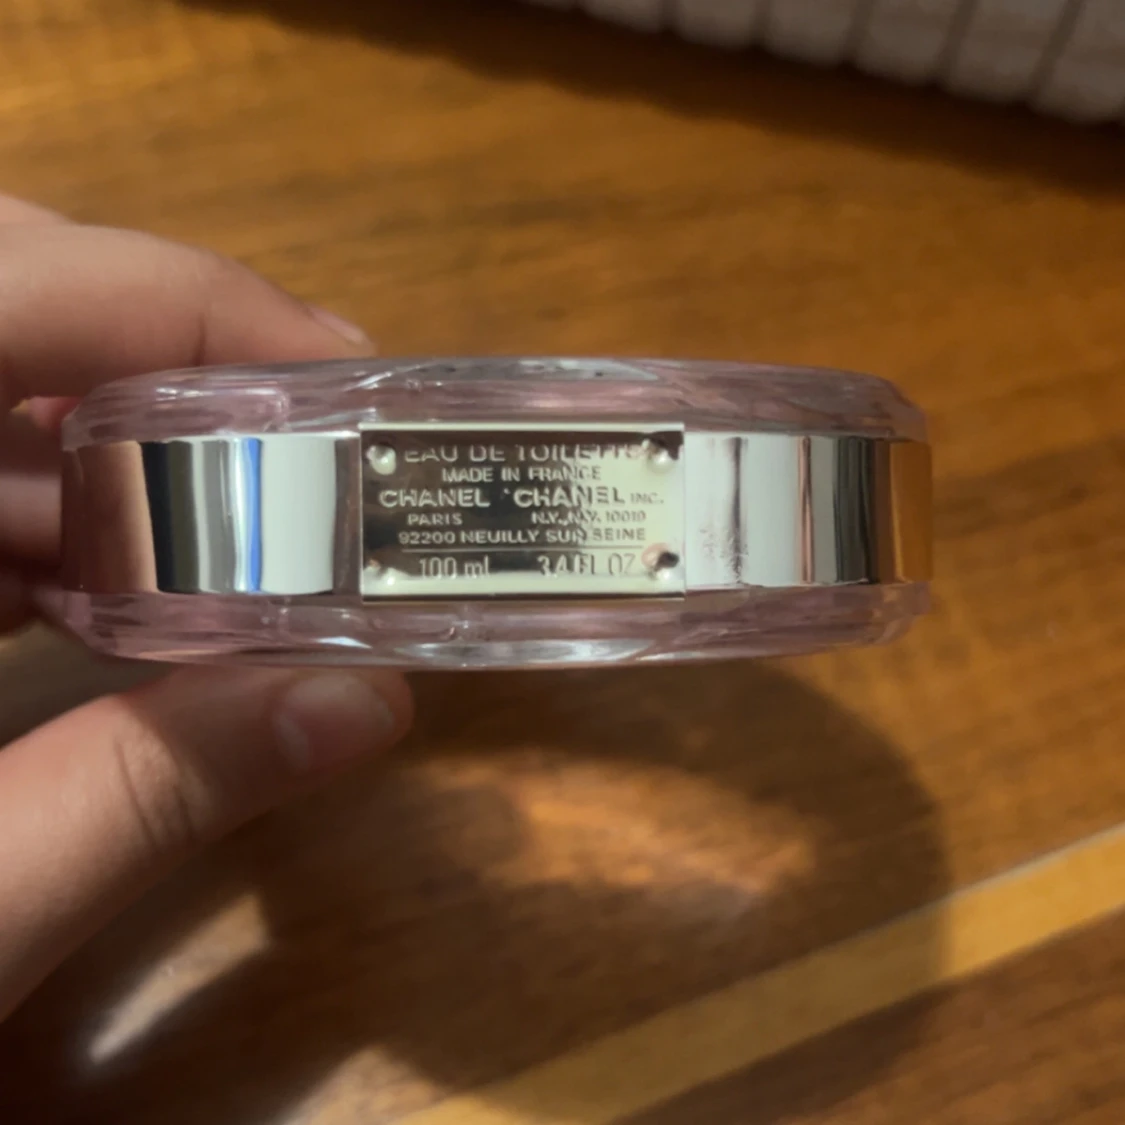 EAU DE TOILETTE
MADE IN FRANCE
CHANEL • CHANEL INC.
PARIS N.Y., N.Y. 10019
92200 NEUILLY SUR SEINE
100 ml 3.4 FL OZ